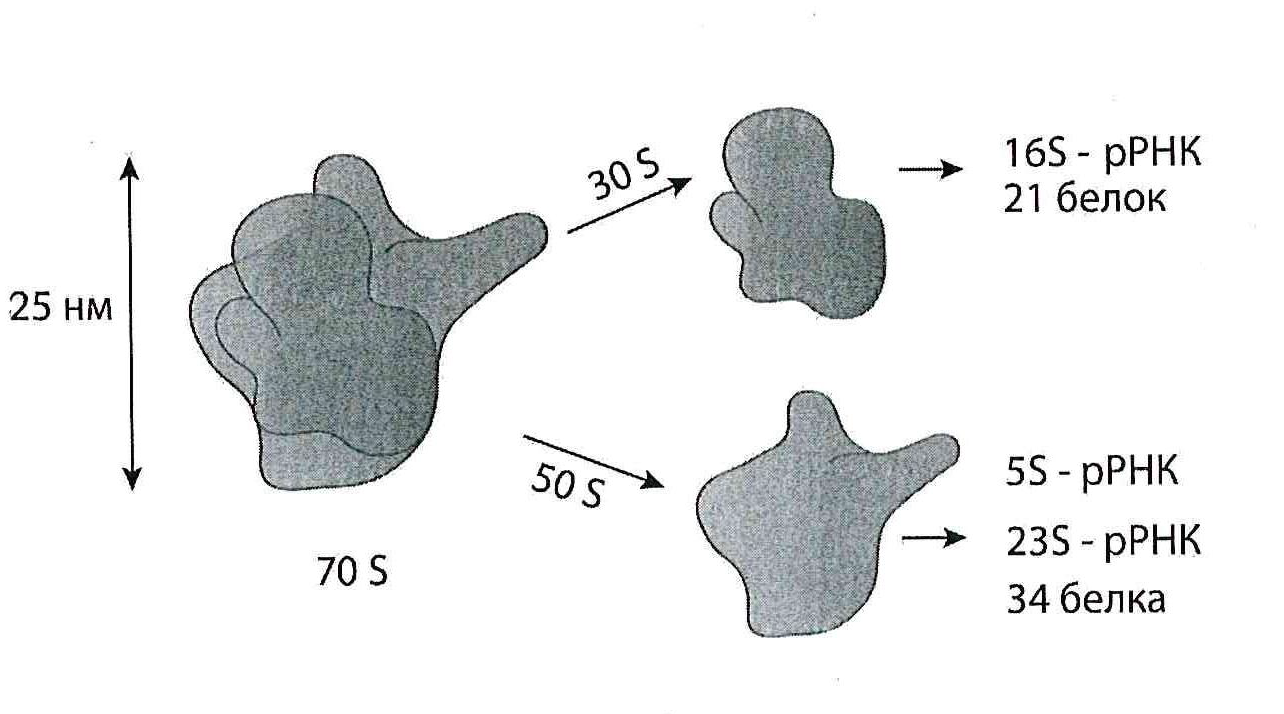 25 нм
70 S
30 S
16S - рРНК
21 белок
50 S
5S - рРНК
23S - рРНК
34 белка